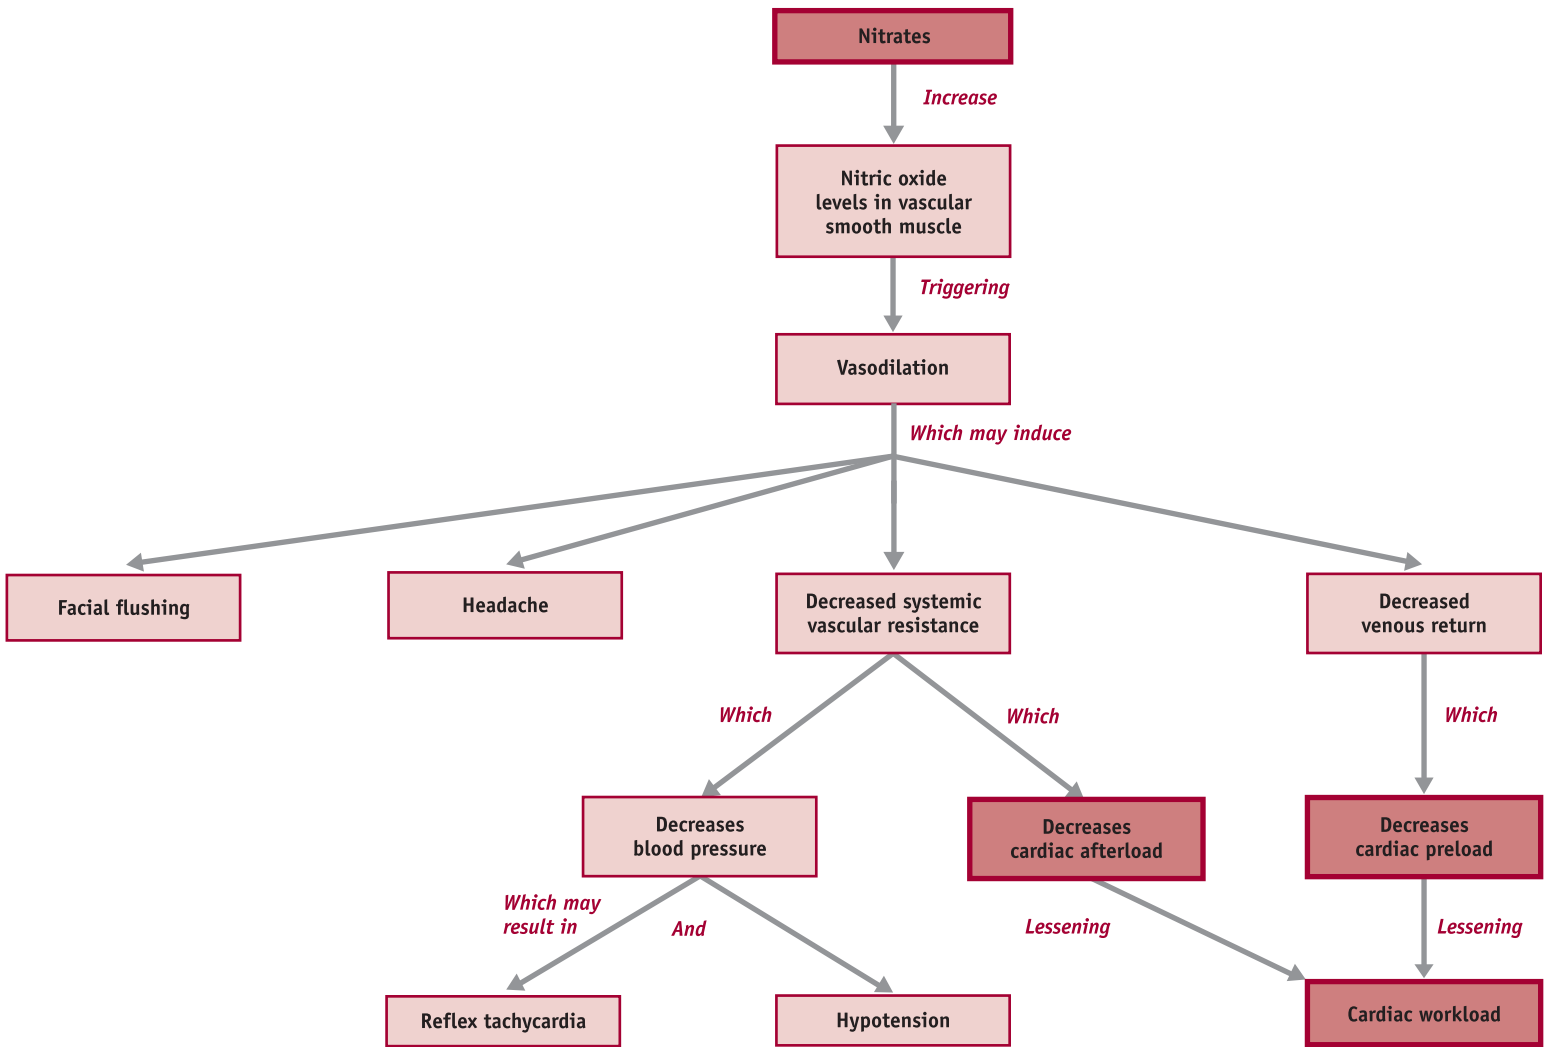 Nitrates
Increase
Nitric oxide
levels in vascular
smooth muscle
Triggering
Vasodilation
Which may induce
Facial flushing
Headache
Decreased systemic
vascular resistance
Decreased
venous return
Which
Which
Which
Decreases
blood pressure
Decreases
cardiac afterload
Decreases
cardiac preload
Which may
result in
And
Lessening
Lessening
Reflex tachycardia
Hypotension
Cardiac workload